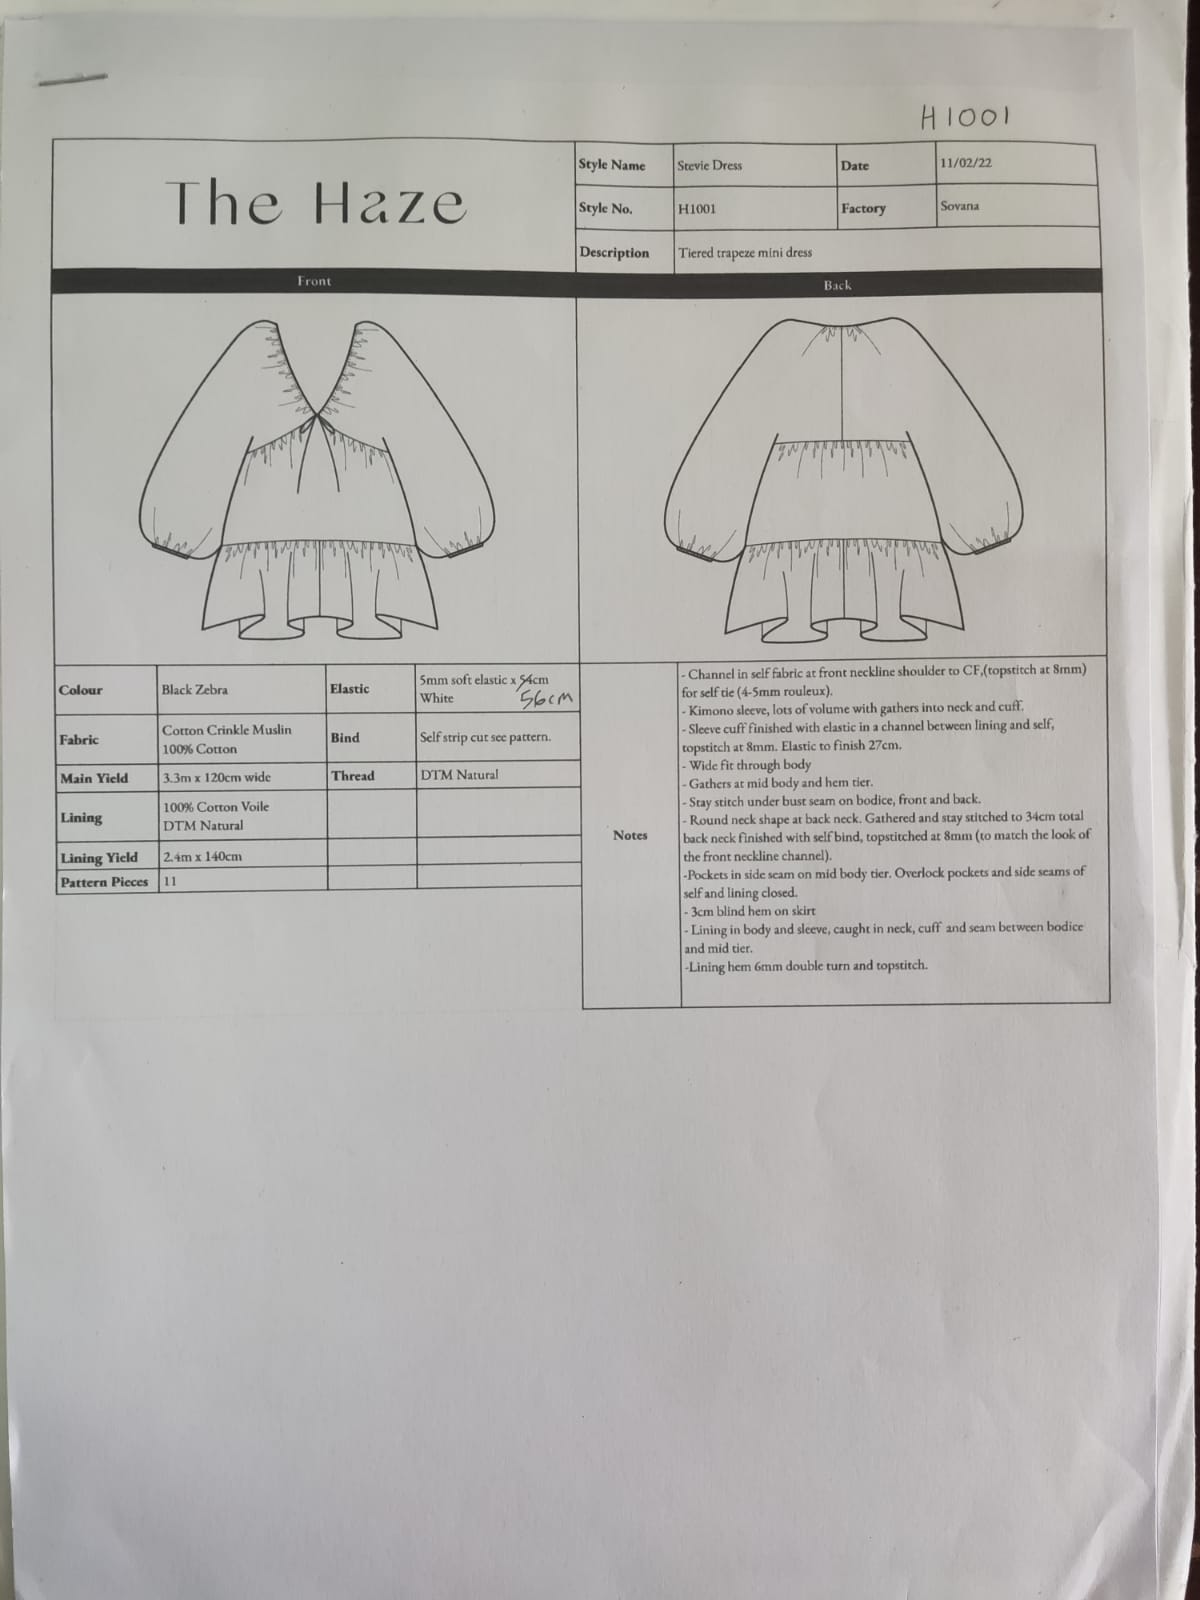 H1001
The Haze
Style Name Stevie Dress Date 11/02/22
Style No. H1001 Factory Sovana
Description Tiered trapeze mini dress
Front
Back
Colour Black Zebra
Elastic 5mm soft elastic x 54cm
White 56cm
Fabric Cotton Crinkle Muslin
100% Cotton
Bind Self strip cut see pattern.
Main Yield 3.3m x 120cm wide
Thread DTM Natural
Lining 100% Cotton Voile
DTM Natural
Lining Yield 2.4m x 140cm
Pattern Pieces 11
Notes
- Channel in self fabric at front neckline shoulder to CF,(topstitch at 8mm)
for self tie (4-5mm rouleux).
- Kimono sleeve, lots of volume with gathers into neck and cuff.
- Sleeve cuff finished with elastic in a channel between lining and self,
topstitch at 8mm. Elastic to finish 27cm.
- Wide fit through body
- Gathers at mid body and hem tier.
- Stay stitch under bust seam on bodice, front and back.
- Round neck shape at back neck. Gathered and stay stitched to 34cm total
back neck finished with self bind, topstitched at 8mm (to match the look of
the front neckline channel).
-Pockets in side seam on mid body tier. Overlock pockets and side seams of
self and lining closed.
- 3cm blind hem on skirt
- Lining in body and sleeve, caught in neck, cuff and seam between bodice
and mid tier.
-Lining hem 6mm double turn and topstitch.